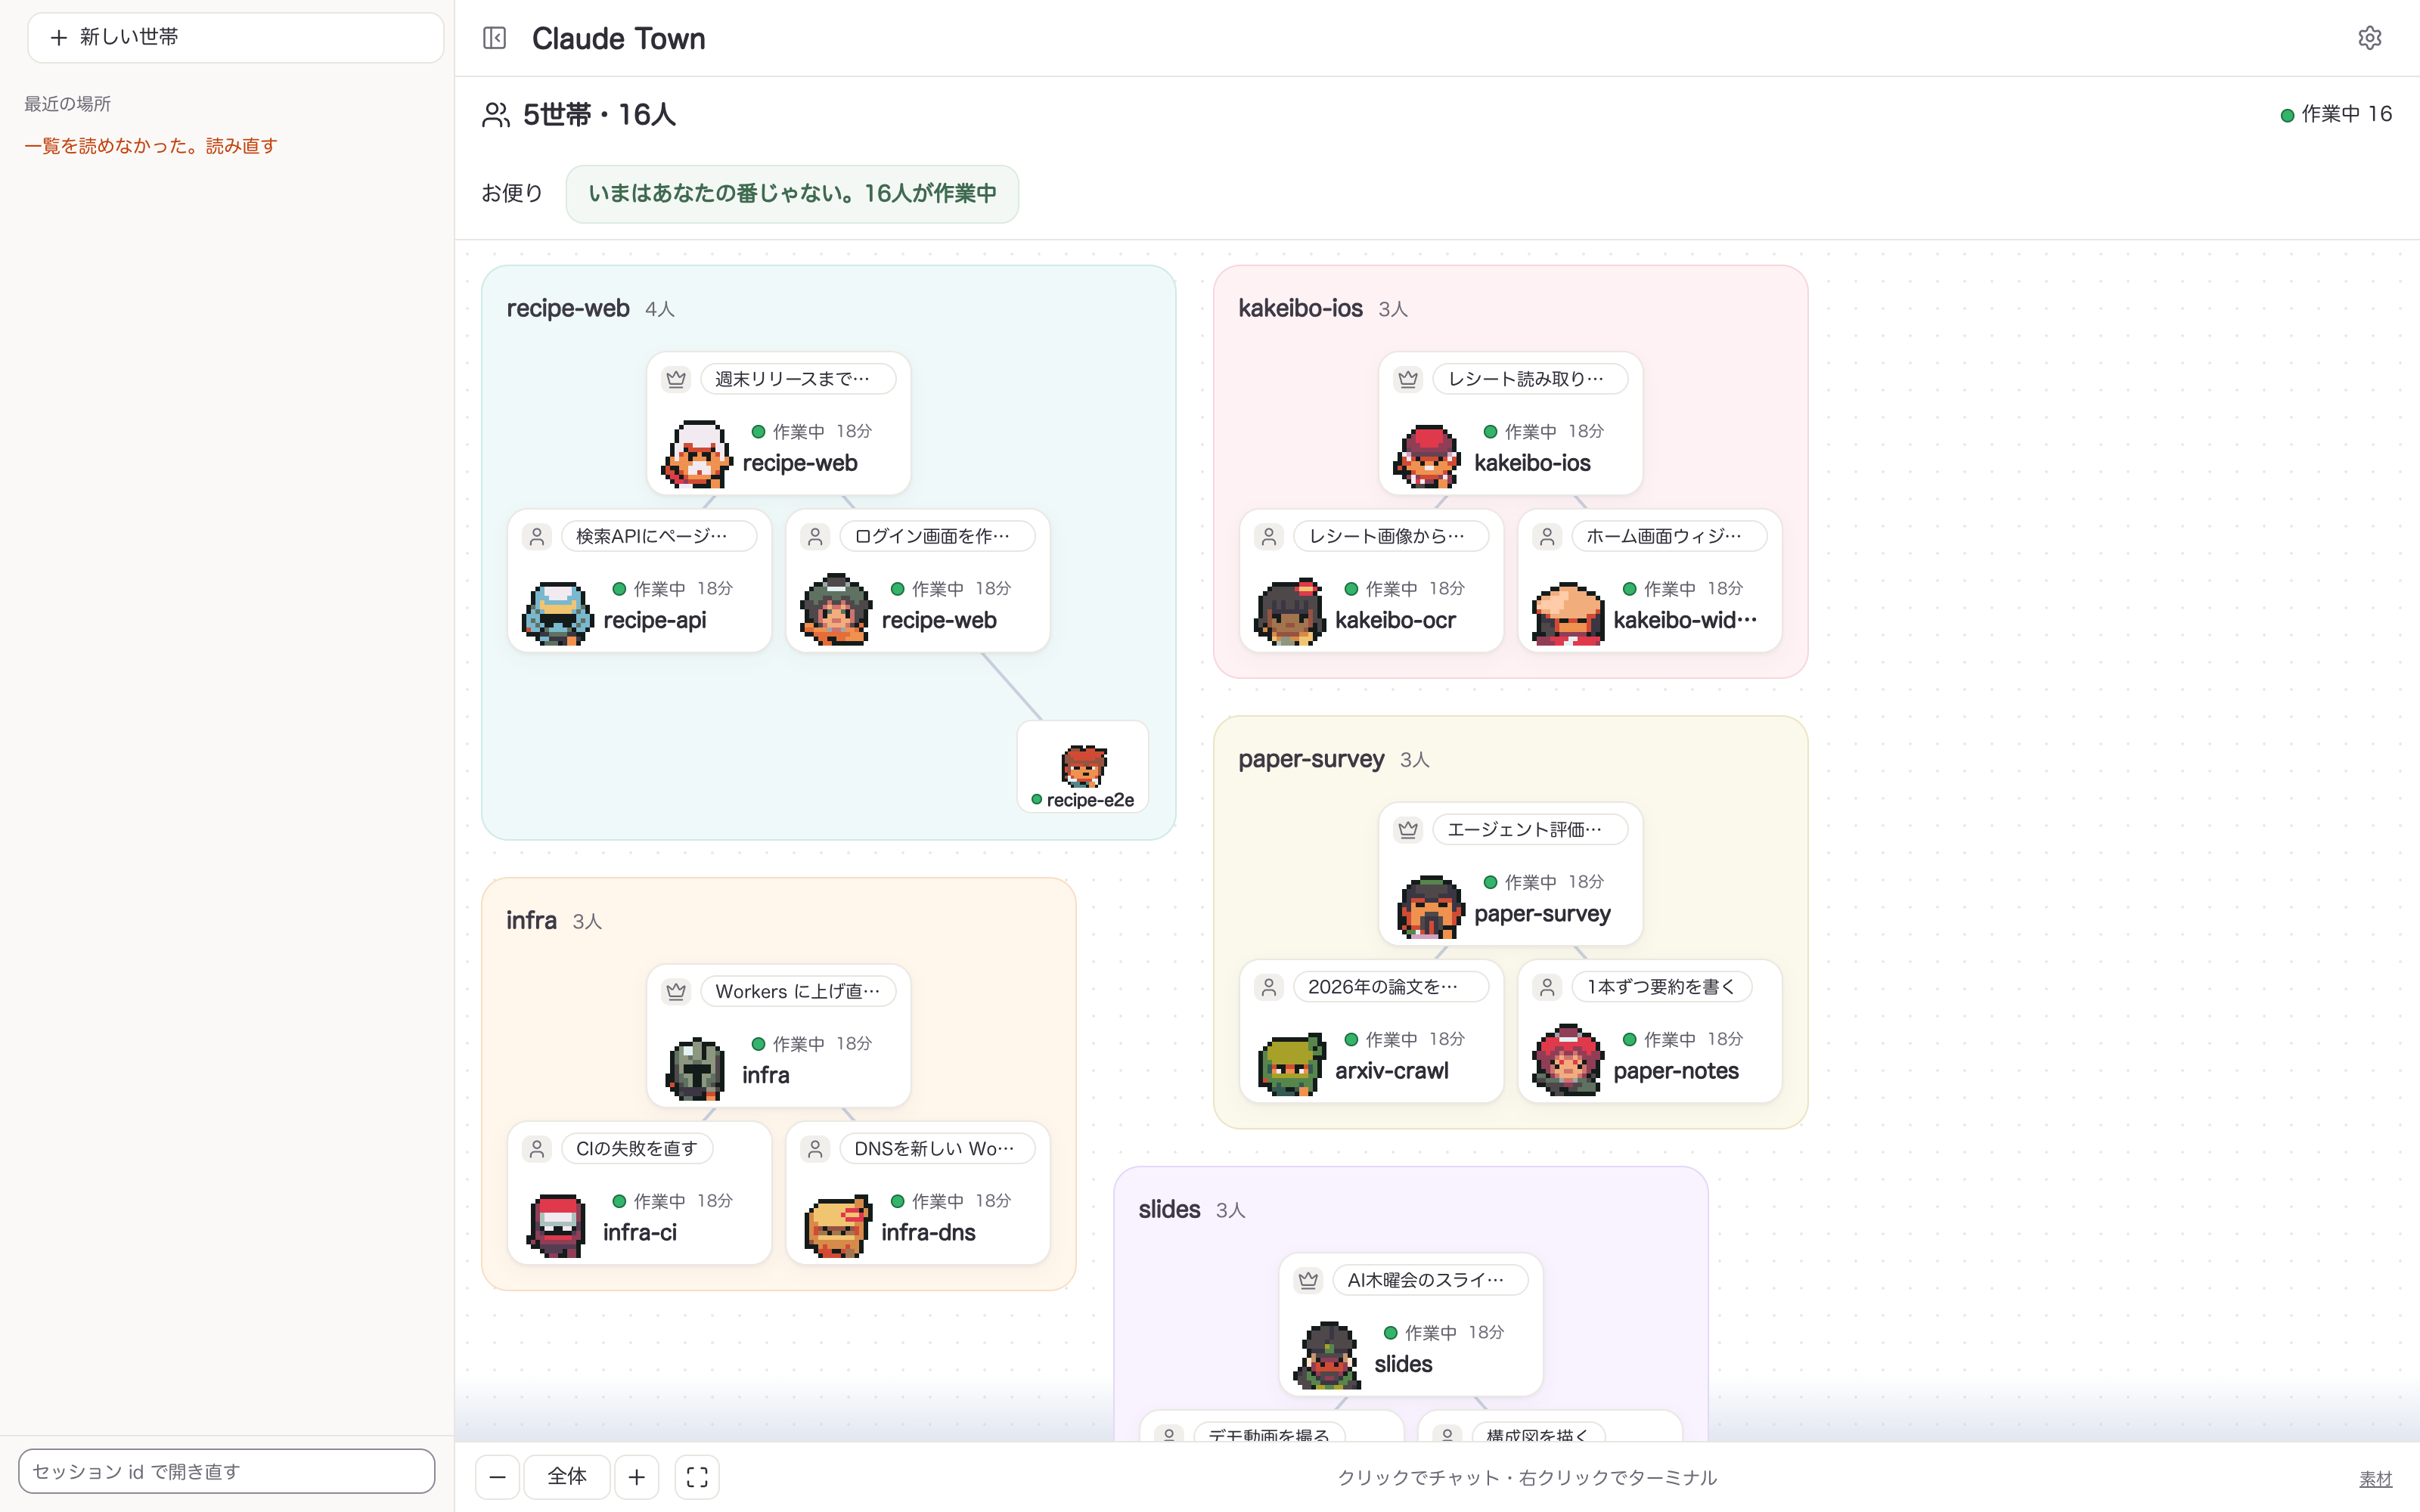 新しい世帯
最近の場所
一覧を読めなかった。読み直す
セッション id で開き直す
Claude Town
5世帯・16人
作業中 16
お便り
いまはあなたの番じゃない。16人が作業中
recipe-web 4人
週末リリースまで…
作業中 18分
recipe-web
検索APIにページ…
作業中 18分
recipe-api
ログイン画面を作…
作業中 18分
recipe-web
recipe-e2e
kakeibo-ios 3人
レシート読み取り…
作業中 18分
kakeibo-ios
レシート画像から…
作業中 18分
kakeibo-ocr
ホーム画面ウィジ…
作業中 18分
kakeibo-wid…
paper-survey 3人
エージェント評価…
作業中 18分
paper-survey
2026年の論文を…
作業中 18分
arxiv-crawl
1本ずつ要約を書く
作業中 18分
paper-notes
infra 3人
Workers に上げ直…
作業中 18分
infra
CIの失敗を直す
作業中 18分
infra-ci
DNSを新しい Wo…
作業中 18分
infra-dns
slides 3人
AI木曜会のスライ…
作業中 18分
slides
デモ動画を撮る
構成図を描く
全体
クリックでチャット・右クリックでターミナル
素材